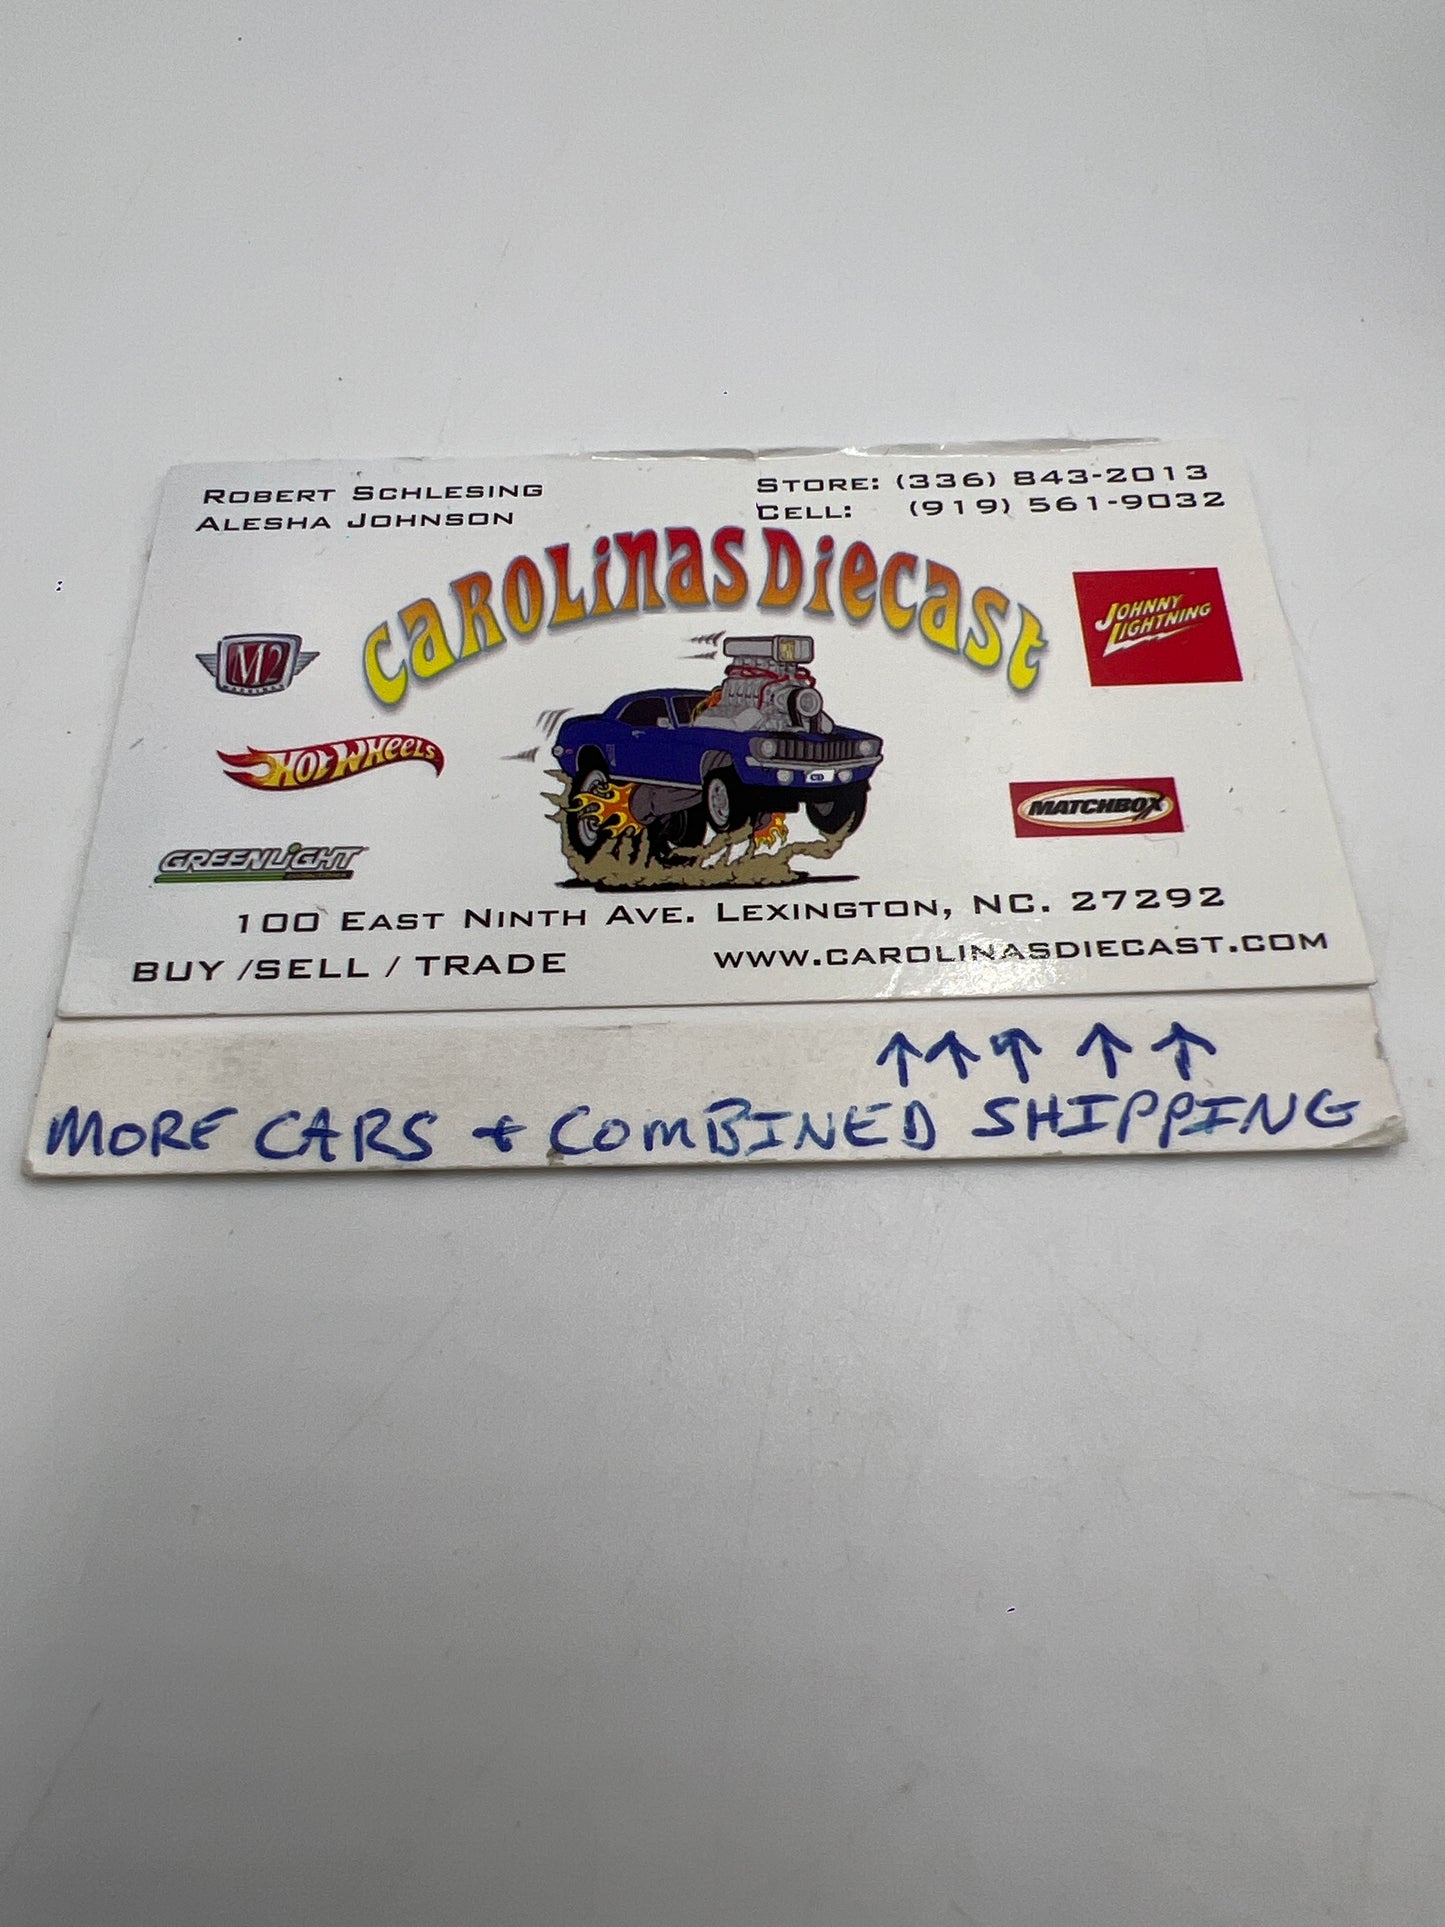 ROBERT SCHLESING
ALESHA JOHNSON
STORE: (336) 843-2013
CELL: (919) 561-9032
CAROLINAS DIECAST
JOHNNY LIGHTNING
M2
HOT WHEELS
MATCHBOX
GREENLIGHT
100 EAST NINTH AVE. LEXINGTON, NC. 27292
BUY /SELL / TRADE
WWW.CAROLINASDIECAST.COM
↑ ↑ ↑ ↑ ↑
MORE CARS + COMBINED SHIPPING